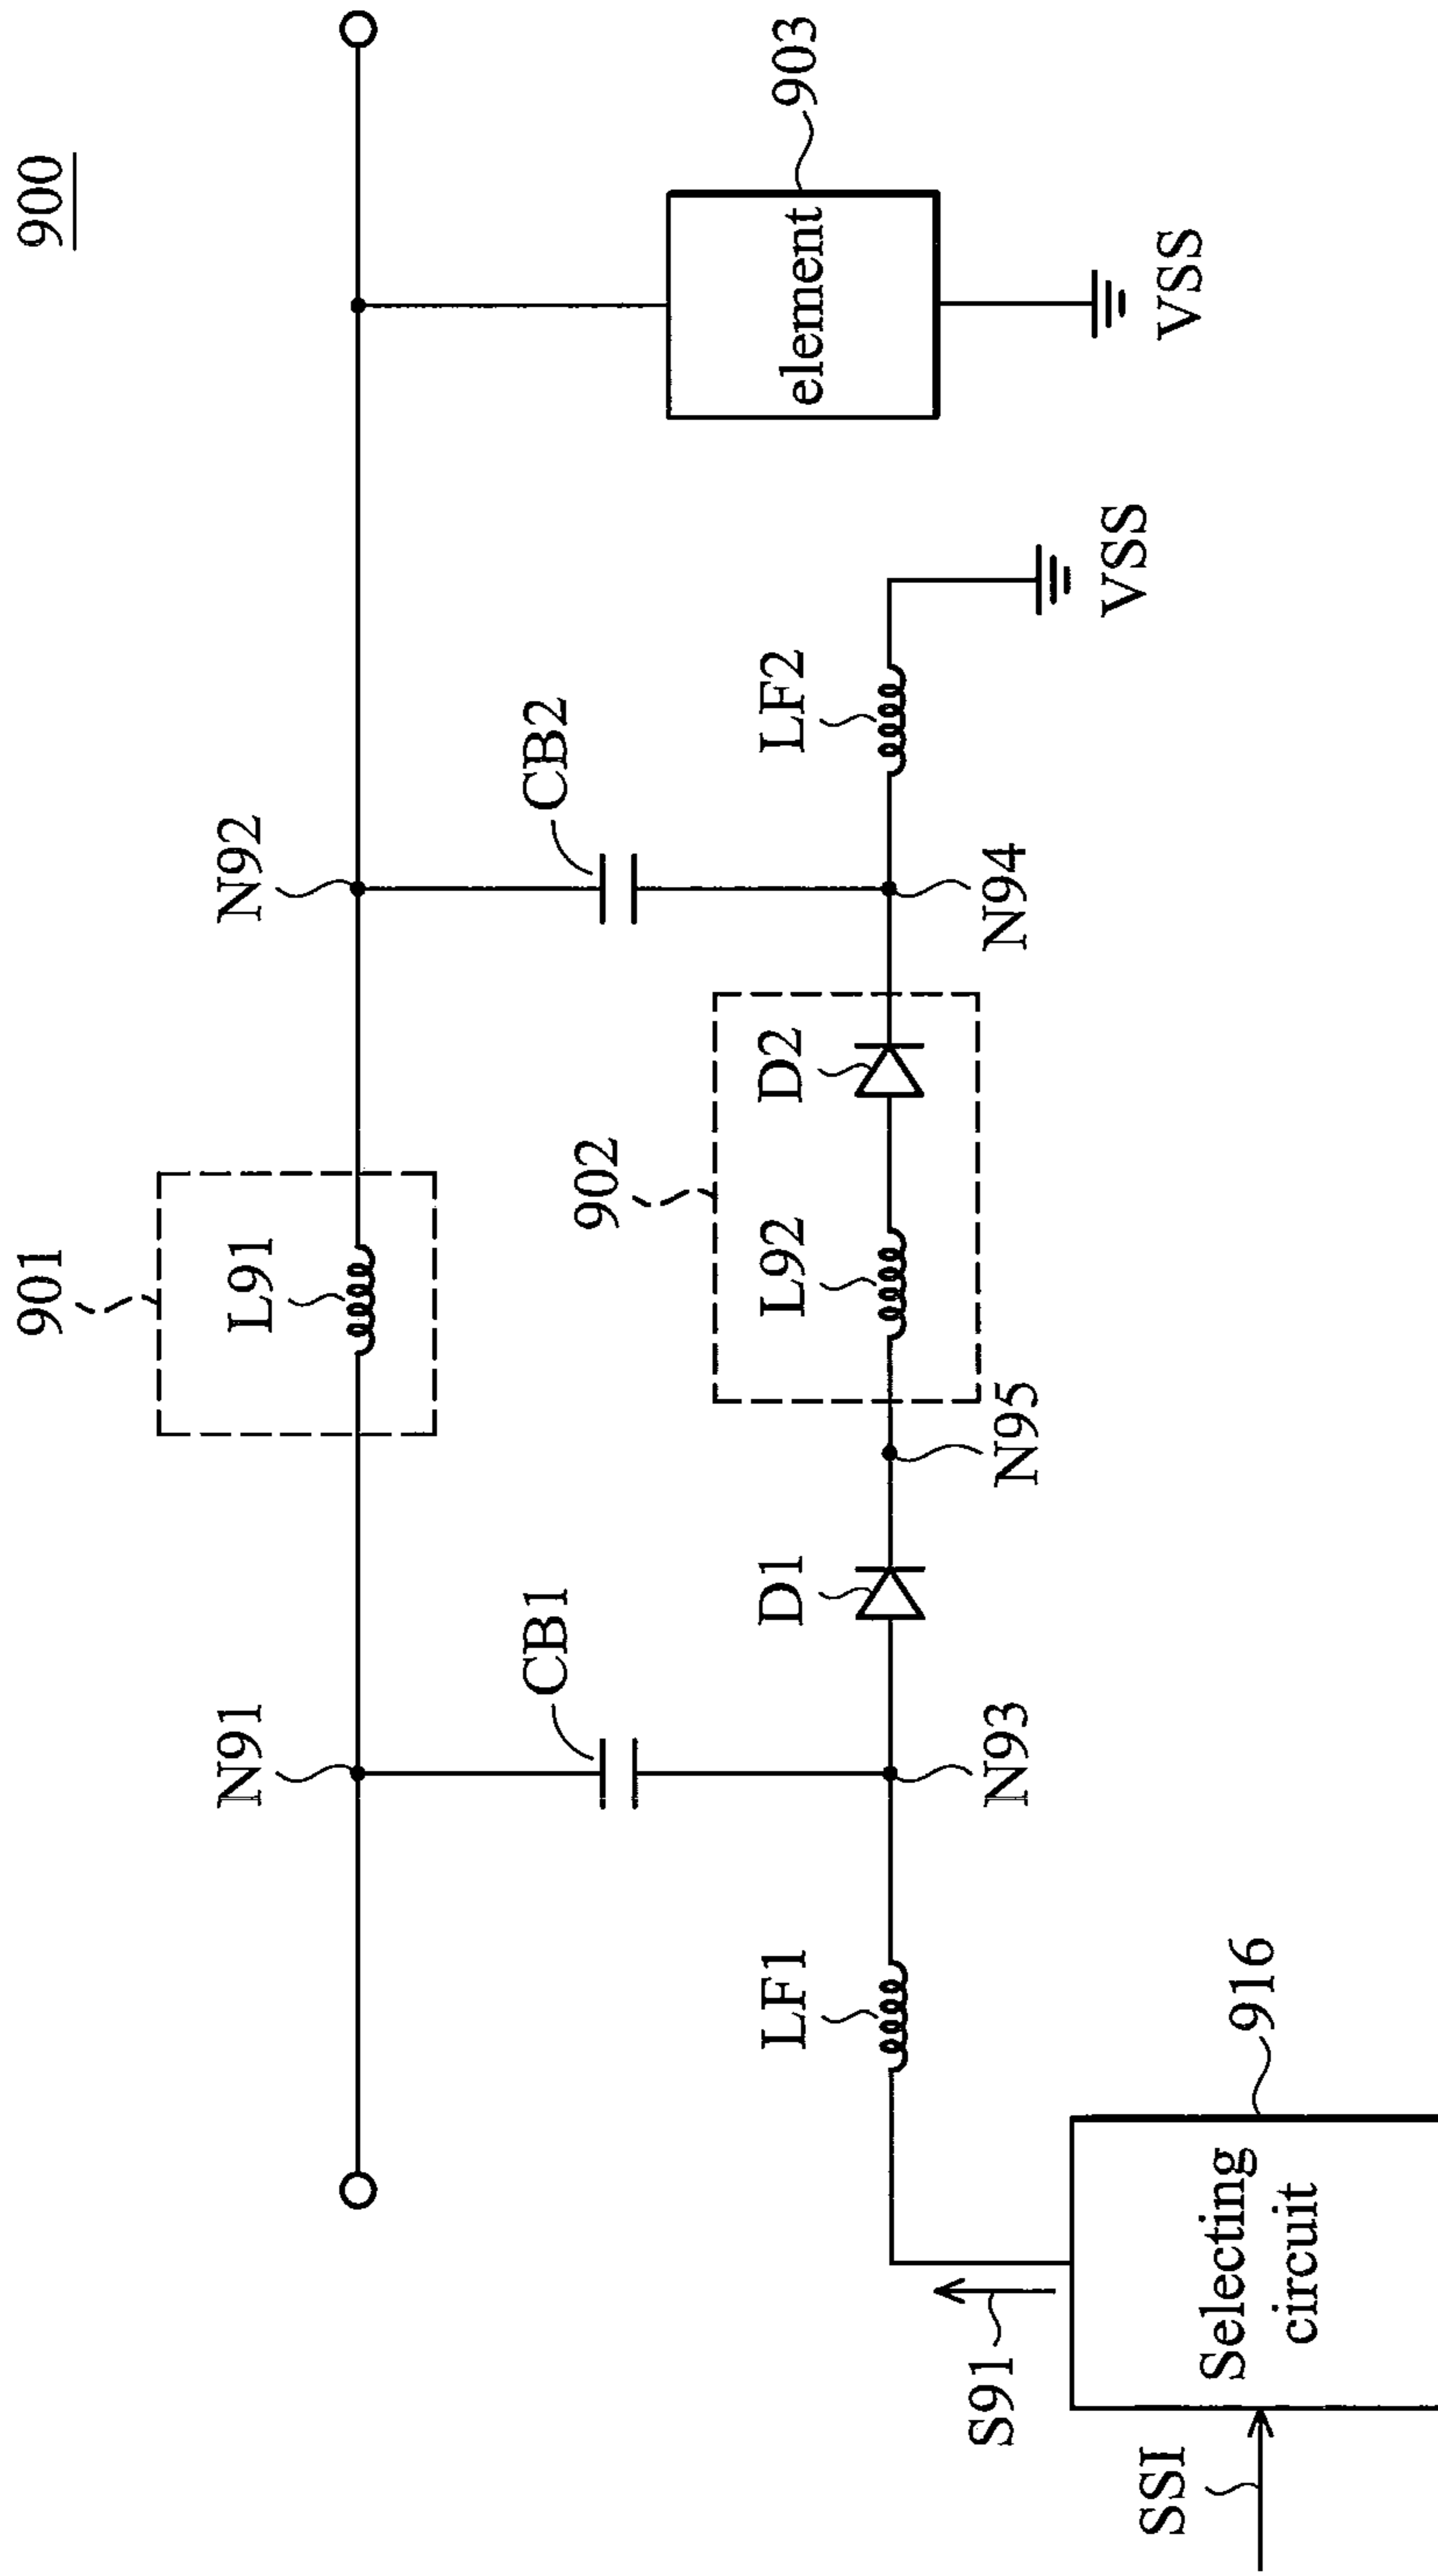 900
901
L91
N91
N92
CB1
CB2
902
903
element
LF1
D1
L92
D2
LF2
N93
N95
N94
VSS
VSS
S91
SSI
Selecting
circuit
916